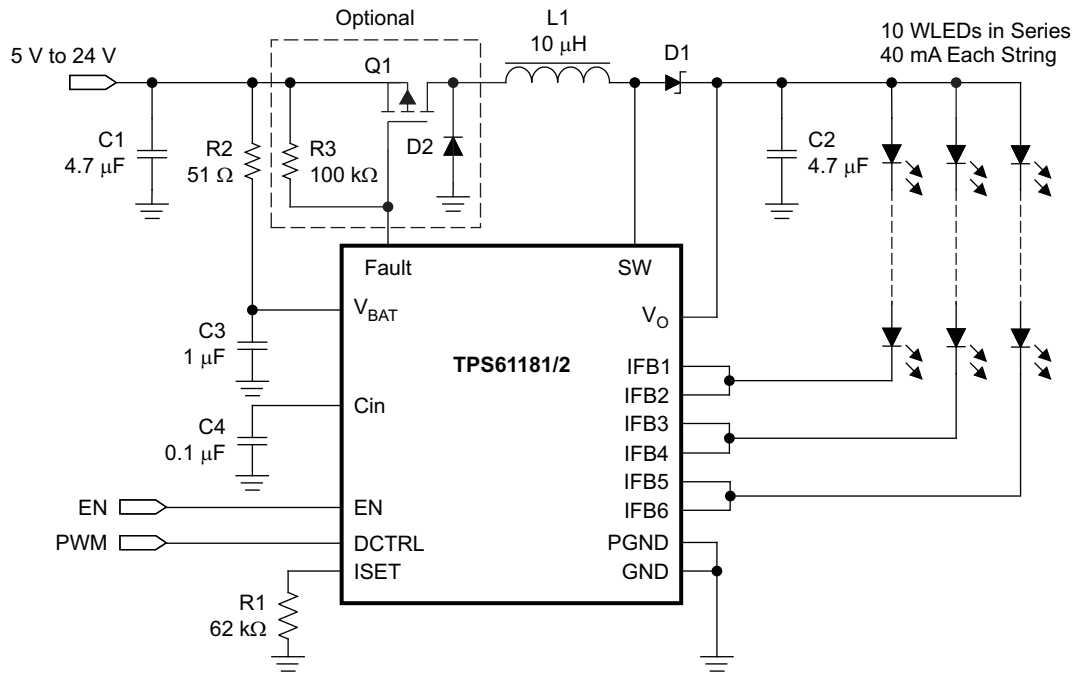 Optional
L1
10 μH
10 WLEDs in Series
40 mA Each String
5 V to 24 V
Q1
D1
C1
4.7 μF
R2
51 Ω
R3
100 kΩ
D2
C2
4.7 μF
Fault
SW
VBAT
VO
C3
1 μF
TPS61181/2
IFB1
IFB2
Cin
C4
0.1 μF
IFB3
IFB4
IFB5
IFB6
EN
EN
PWM
DCTRL
PGND
ISET
GND
R1
62 kΩ